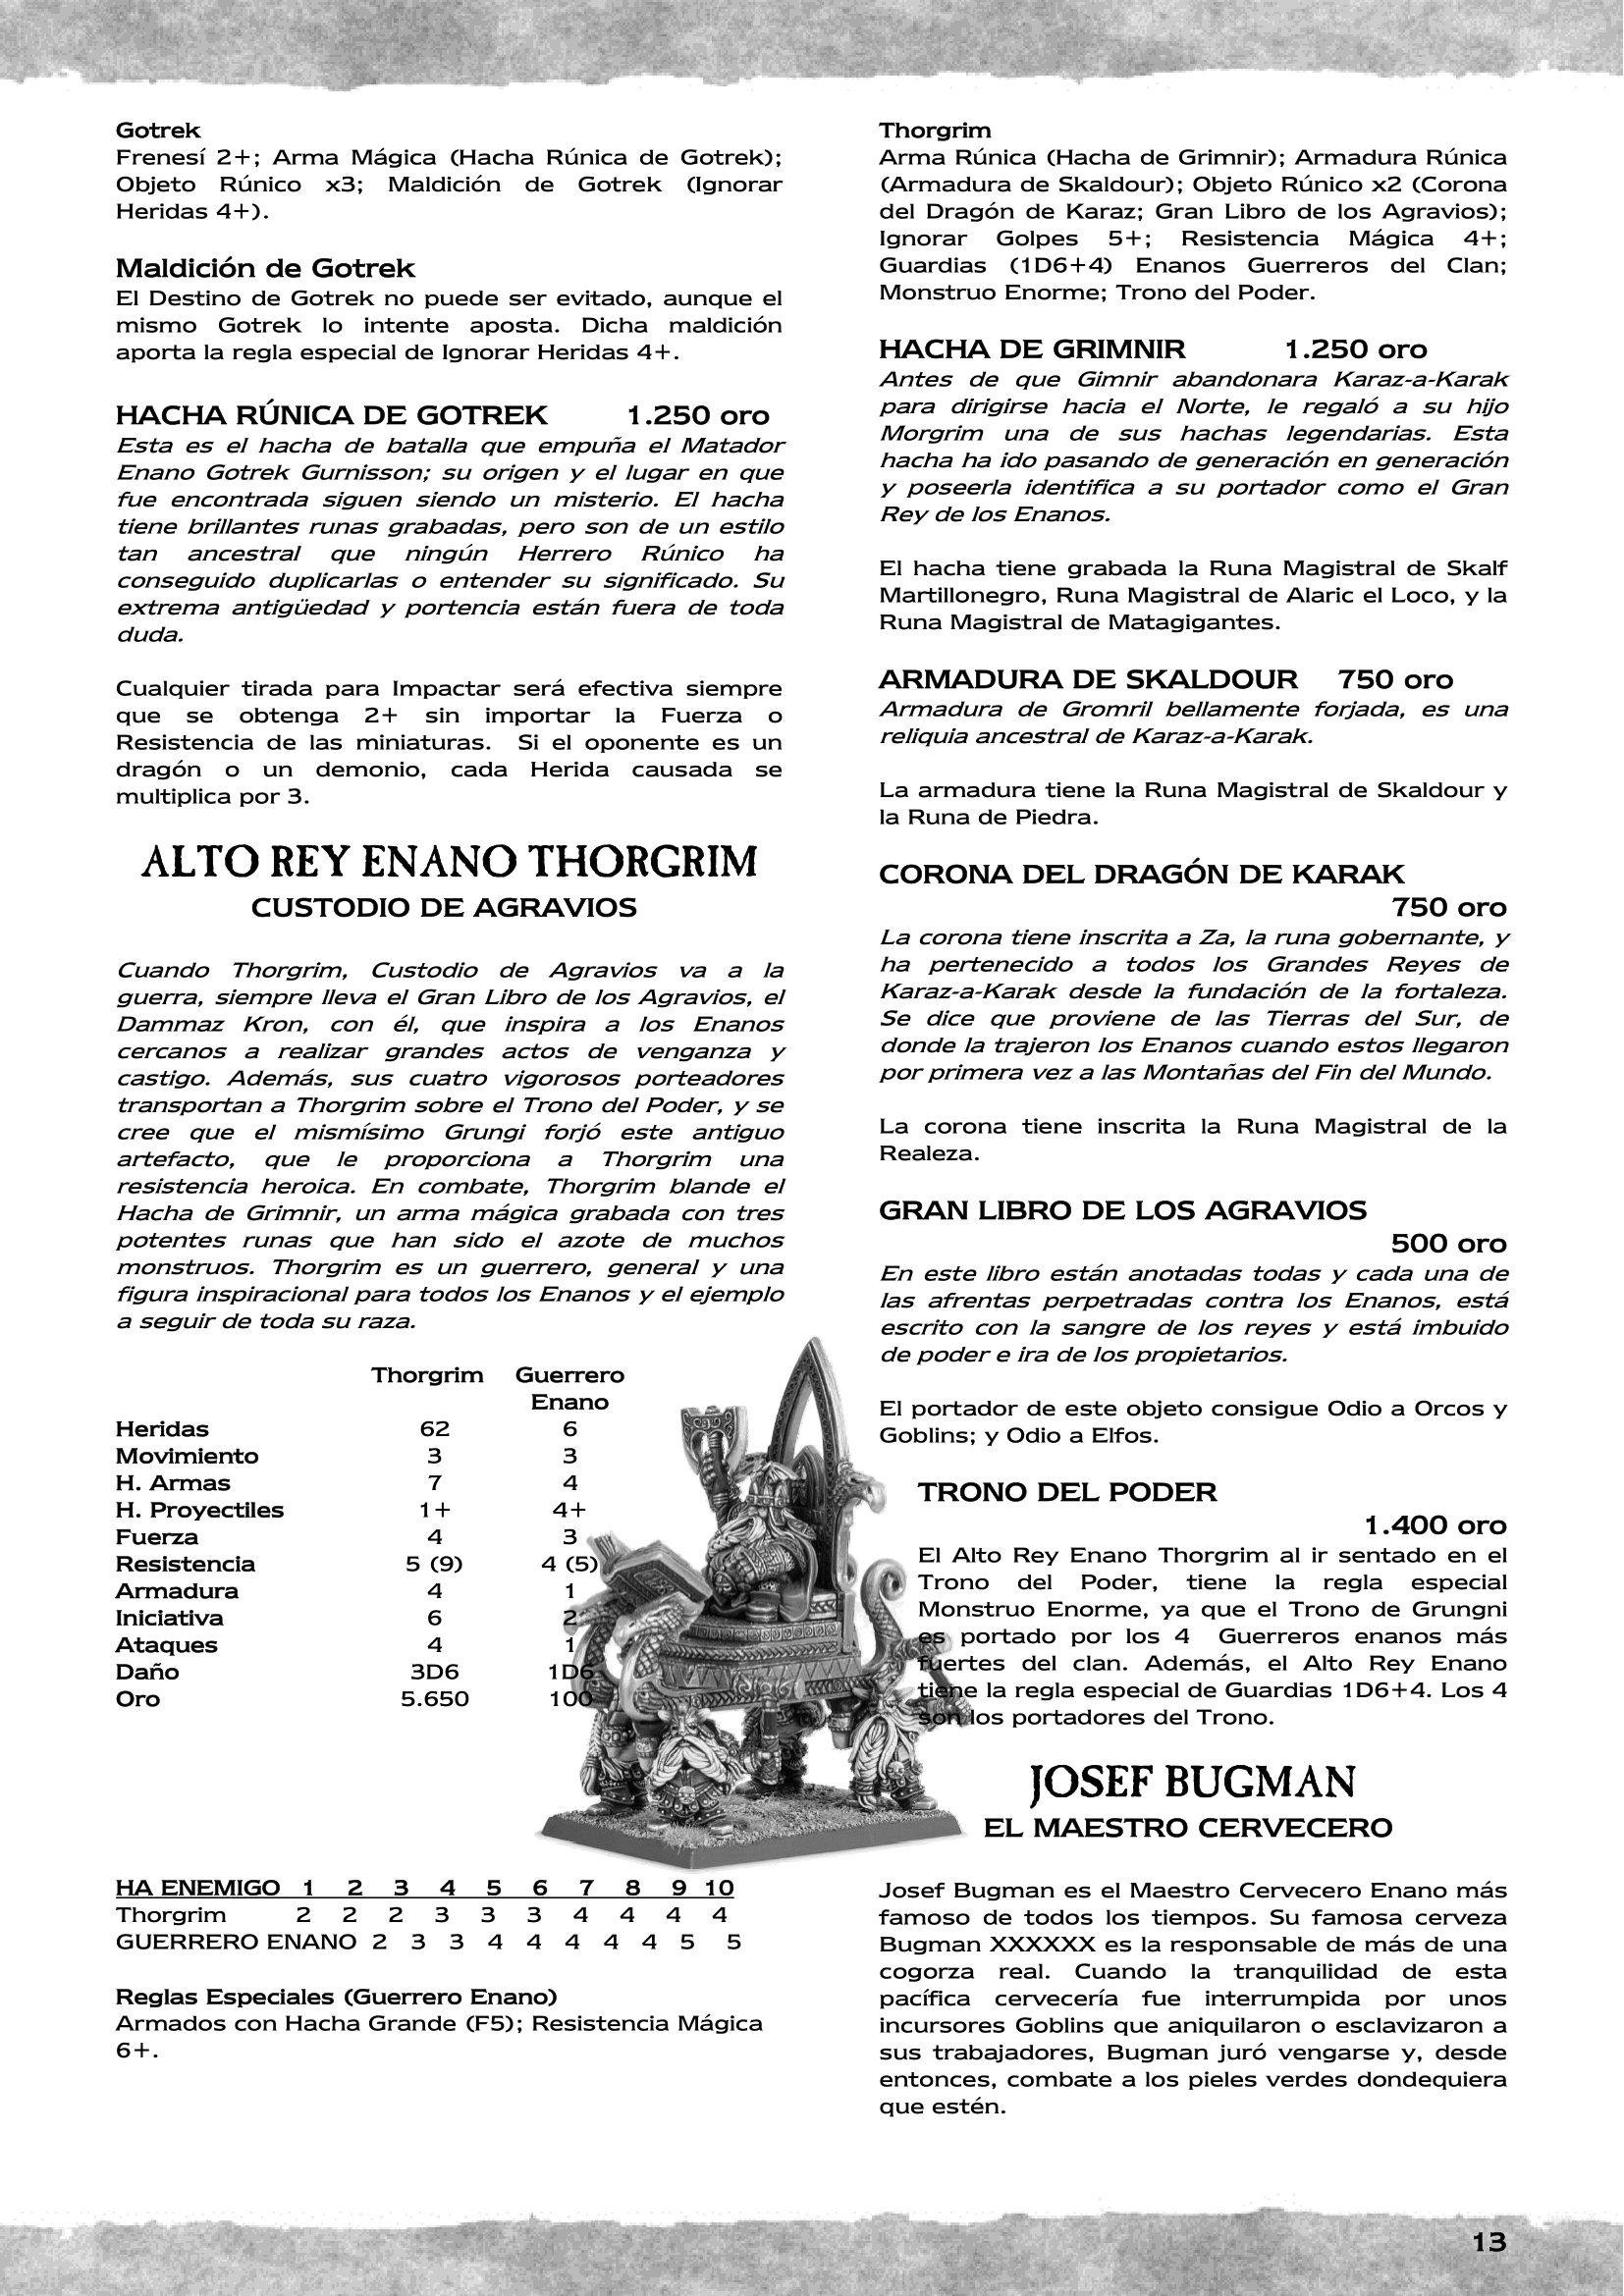 Gotrek
Frenesí 2+; Arma Mágica (Hacha Rúnica de Gotrek);
Objeto Rúnico x3; Maldición de Gotrek (Ignorar
Heridas 4+).
Maldición de Gotrek
El Destino de Gotrek no puede ser evitado, aunque el
mismo Gotrek lo intente aposta. Dicha maldición
aporta la regla especial de Ignorar Heridas 4+.
HACHA RÚNICA DE GOTREK 1.250 oro
Esta es el hacha de batalla que empuña el Matador
Enano Gotrek Gurnisson; su origen y el lugar en que
fue encontrada siguen siendo un misterio. El hacha
tiene brillantes runas grabadas, pero son de un estilo
tan ancestral que ningún Herrero Rúnico ha
conseguido duplicarlas o entender su significado. Su
extrema antigüedad y portencia están fuera de toda
duda.
Cualquier tirada para Impactar será efectiva siempre
que se obtenga 2+ sin importar la Fuerza o
Resistencia de las miniaturas. Si el oponente es un
dragón o un demonio, cada Herida causada se
multiplica por 3.
ALTO REY ENANO THORGRIM
CUSTODIO DE AGRAVIOS
Cuando Thorgrim, Custodio de Agravios va a la
guerra, siempre lleva el Gran Libro de los Agravios, el
Dammaz Kron, con él, que inspira a los Enanos
cercanos a realizar grandes actos de venganza y
castigo. Además, sus cuatro vigorosos porteadores
transportan a Thorgrim sobre el Trono del Poder, y se
cree que el mismísimo Grungi forjó este antiguo
artefacto, que le proporciona a Thorgrim una
resistencia heroica. En combate, Thorgrim blande el
Hacha de Grimnir, un arma mágica grabada con tres
potentes runas que han sido el azote de muchos
monstruos. Thorgrim es un guerrero, general y una
figura inspiracional para todos los Enanos y el ejemplo
a seguir de toda su raza.
Thorgrim Guerrero
Enano
Heridas 62 6
Movimiento 3 3
H. Armas 7 4
H. Proyectiles 1+ 4+
Fuerza 4 3
Resistencia 5 (9) 4 (5)
Armadura 4 1
Iniciativa 6 2
Ataques 4 1
Daño 3D6 1D6
Oro 5.650 100
HA ENEMIGO 1 2 3 4 5 6 7 8 9 10
Thorgrim 2 2 2 3 3 3 4 4 4 4
GUERRERO ENANO 2 3 3 4 4 4 4 4 5 5
Reglas Especiales (Guerrero Enano)
Armados con Hacha Grande (F5); Resistencia Mágica
6+.
Thorgrim
Arma Rúnica (Hacha de Grimnir); Armadura Rúnica
(Armadura de Skaldour); Objeto Rúnico x2 (Corona
del Dragón de Karaz; Gran Libro de los Agravios);
Ignorar Golpes 5+; Resistencia Mágica 4+;
Guardias (1D6+4) Enanos Guerreros del Clan;
Monstruo Enorme; Trono del Poder.
HACHA DE GRIMNIR 1.250 oro
Antes de que Gimnir abandonara Karaz-a-Karak
para dirigirse hacia el Norte, le regaló a su hijo
Morgrim una de sus hachas legendarias. Esta
hacha ha ido pasando de generación en generación
y poseerla identifica a su portador como el Gran
Rey de los Enanos.
El hacha tiene grabada la Runa Magistral de Skalf
Martillonegro, Runa Magistral de Alaric el Loco, y la
Runa Magistral de Matagigantes.
ARMADURA DE SKALDOUR 750 oro
Armadura de Gromril bellamente forjada, es una
reliquia ancestral de Karaz-a-Karak.
La armadura tiene la Runa Magistral de Skaldour y
la Runa de Piedra.
CORONA DEL DRAGÓN DE KARAK
750 oro
La corona tiene inscrita a Za, la runa gobernante, y
ha pertenecido a todos los Grandes Reyes de
Karaz-a-Karak desde la fundación de la fortaleza.
Se dice que proviene de las Tierras del Sur, de
donde la trajeron los Enanos cuando estos llegaron
por primera vez a las Montañas del Fin del Mundo.
La corona tiene inscrita la Runa Magistral de la
Realeza.
GRAN LIBRO DE LOS AGRAVIOS
500 oro
En este libro están anotadas todas y cada una de
las afrentas perpetradas contra los Enanos, está
escrito con la sangre de los reyes y está imbuido
de poder e ira de los propietarios.
El portador de este objeto consigue Odio a Orcos y
Goblins; y Odio a Elfos.
TRONO DEL PODER
1.400 oro
El Alto Rey Enano Thorgrim al ir sentado en el
Trono del Poder, tiene la regla especial
Monstruo Enorme, ya que el Trono de Grungni
es portado por los 4 Guerreros enanos más
fuertes del clan. Además, el Alto Rey Enano
tiene la regla especial de Guardias 1D6+4. Los 4
son los portadores del Trono.
JOSEF BUGMAN
EL MAESTRO CERVECERO
Josef Bugman es el Maestro Cervecero Enano más
famoso de todos los tiempos. Su famosa cerveza
Bugman XXXXXX es la responsable de más de una
cogorza real. Cuando la tranquilidad de esta
pacífica cervecería fue interrumpida por unos
incursores Goblins que aniquilaron o esclavizaron a
sus trabajadores, Bugman juró vengarse y, desde
entonces, combate a los pieles verdes dondequiera
que estén.
13